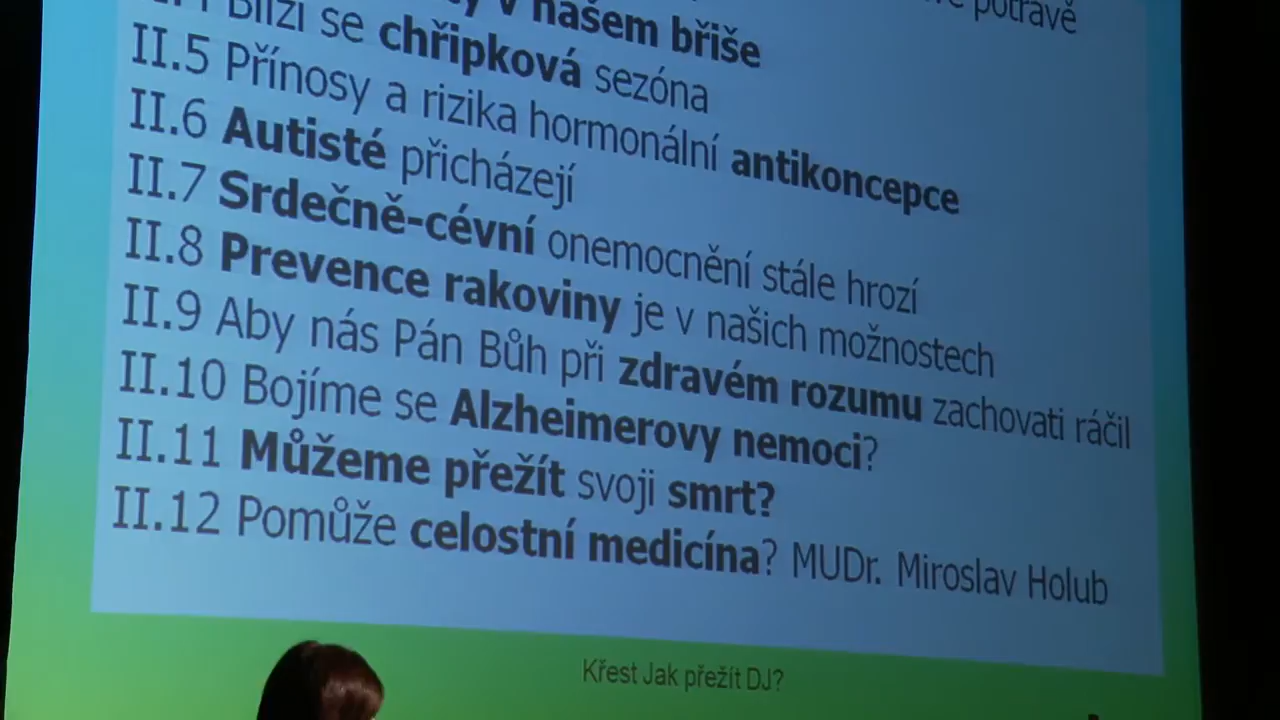 v našem břiše
potravě
Blíží se chřipková sezóna
II.5 Přínosy a rizika hormonální antikoncepce
II.6 Autisté přicházejí
II.7 Srdečně-cévní onemocnění stále hrozí
II.8 Prevence rakoviny je v našich možnostech
II.9 Aby nás Pán Bůh při zdravém rozumu zachovati ráčil
II.10 Bojíme se Alzheimerovy nemoci?
II.11 Můžeme přežít svoji smrt?
II.12 Pomůže celostní medicína? MUDr. Miroslav Holub
Křest Jak přežít DJ?